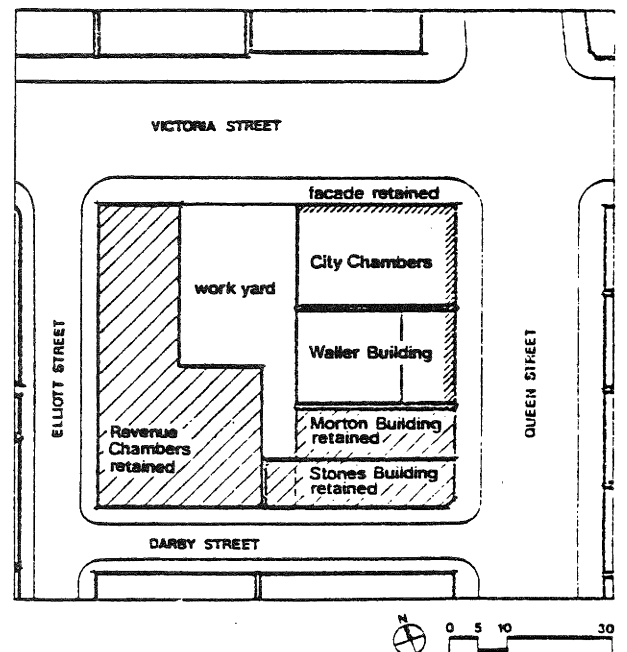 VICTORIA STREET
facade retained
City Chambers
work yard
ELLIOTT STREET
Waller Building
QUEEN STREET
Revenue
Chambers
retained
Morton Building
retained
Stones Building
retained
DARBY STREET
N
0 5 10 30